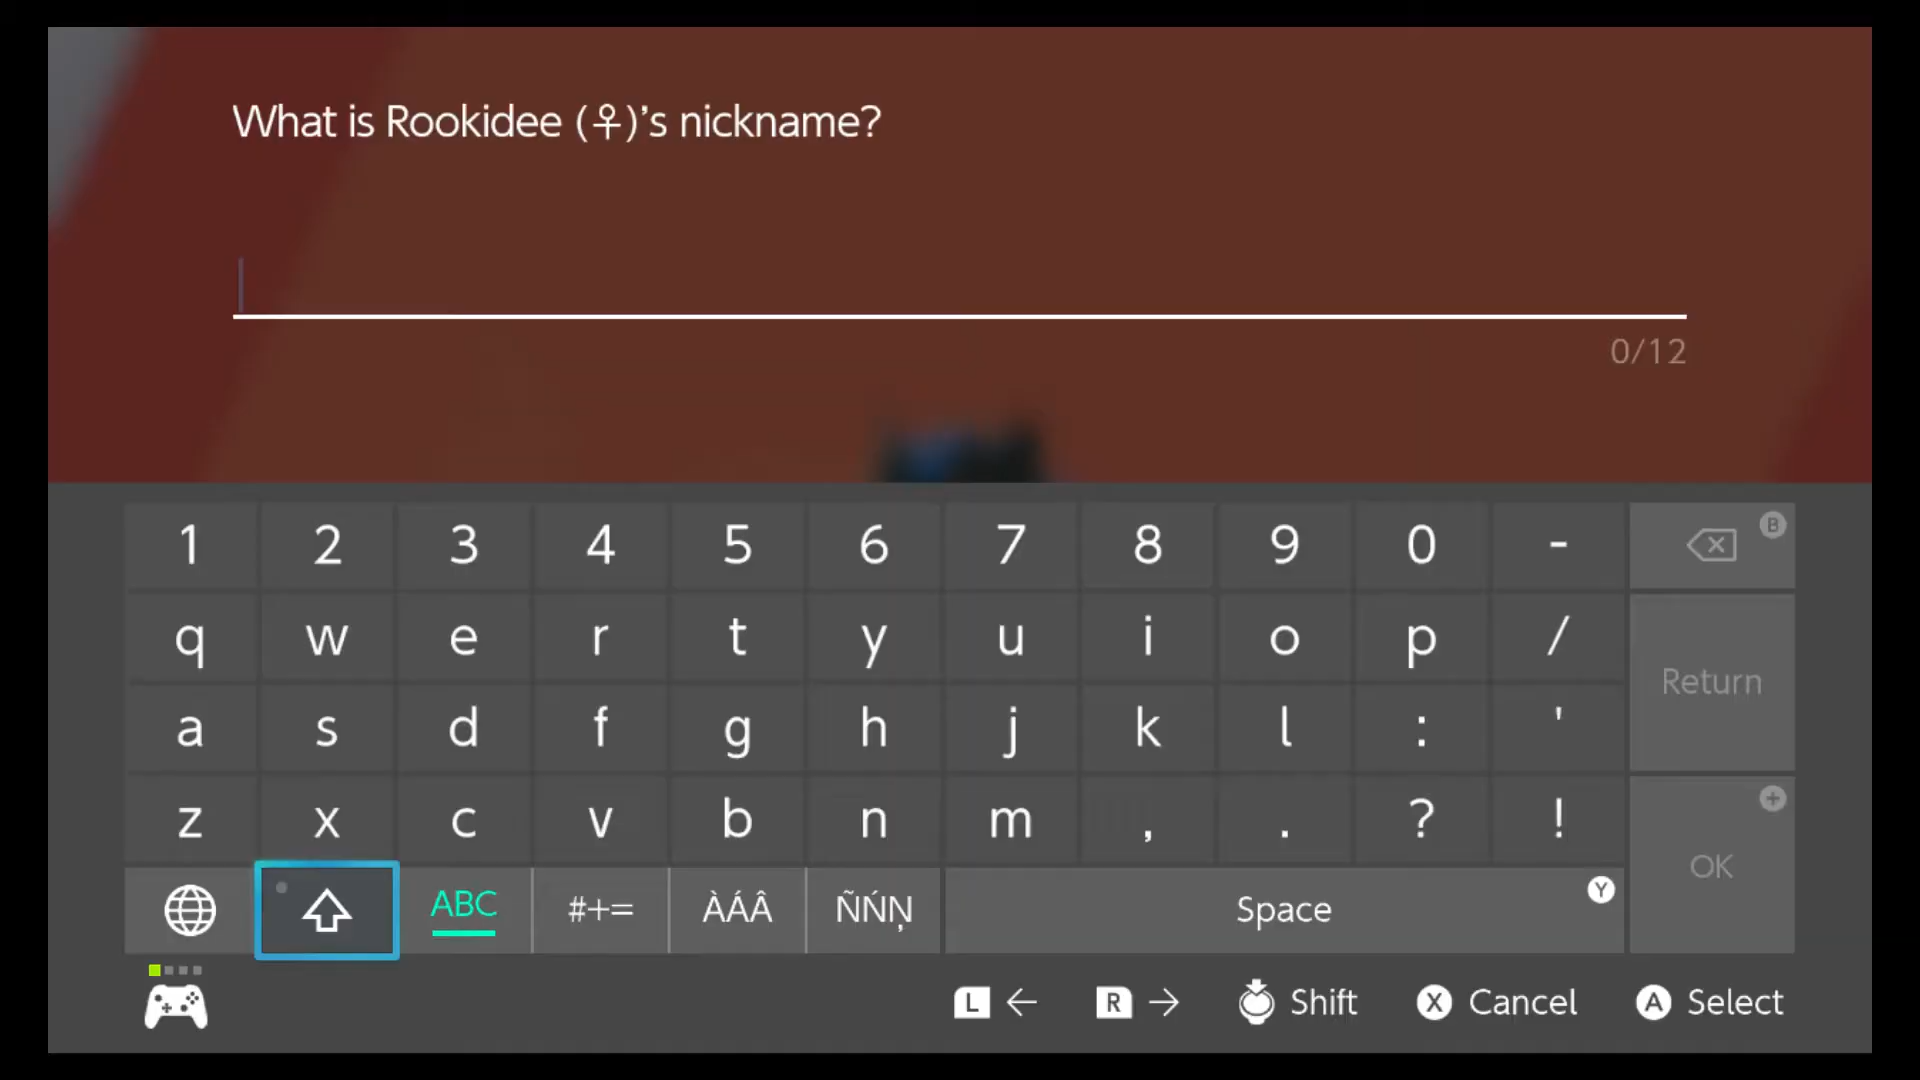 What is Rookidee (♀)'s nickname?
0/12
1 2 3 4 5 6 7 8 9 0 - B
q w e r t y u i o p / Return
a s d f g h j k l : '
z x c v b n m , . ? ! +
ABC #+= ÀÁÂ ÑŃŅ Space Y OK
L ← R → Shift X Cancel A Select